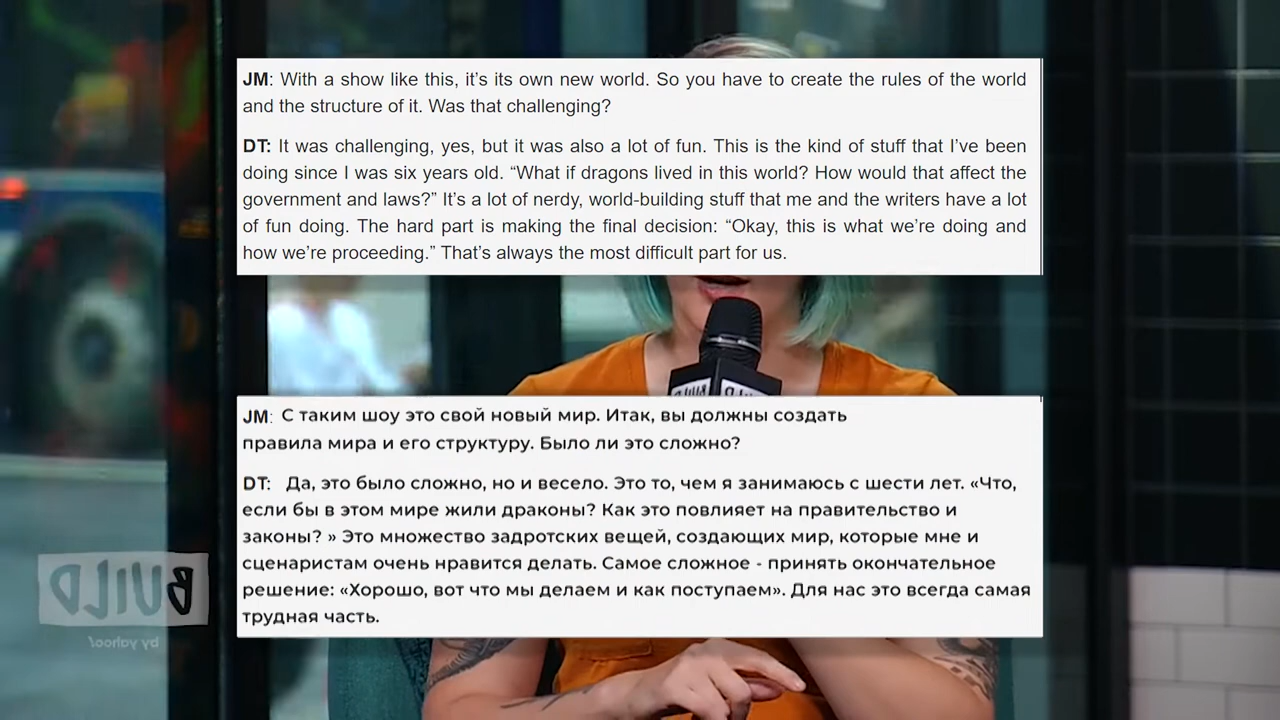 JM: With a show like this, it’s its own new world. So you have to create the rules of the world
and the structure of it. Was that challenging?
DT: It was challenging, yes, but it was also a lot of fun. This is the kind of stuff that I’ve been
doing since I was six years old. “What if dragons lived in this world? How would that affect the
government and laws?” It’s a lot of nerdy, world-building stuff that me and the writers have a lot
of fun doing. The hard part is making the final decision: “Okay, this is what we’re doing and
how we’re proceeding.” That’s always the most difficult part for us.
BUILD
JM: С таким шоу это свой новый мир. Итак, вы должны создать
правила мира и его структуру. Было ли это сложно?
DT: Да, это было сложно, но и весело. Это то, чем я занимаюсь с шести лет. «Что,
если бы в этом мире жили драконы? Как это повлияет на правительство и
законы? » Это множество задротских вещей, создающих мир, которые мне и
сценаристам очень нравится делать. Самое сложное - принять окончательное
решение: «Хорошо, вот что мы делаем и как поступаем». Для нас это всегда самая
трудная часть.
BUILD
by yahoo!